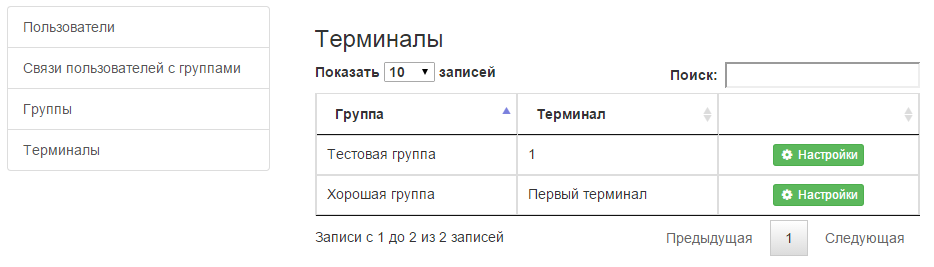 Пользователи
Связи пользователей с группами
Группы
Терминалы
Терминалы
Показать 10 записей
Поиск:
Группа Терминал
Тестовая группа 1 Настройки
Хорошая группа Первый терминал Настройки
Записи с 1 до 2 из 2 записей
Предыдущая 1 Следующая